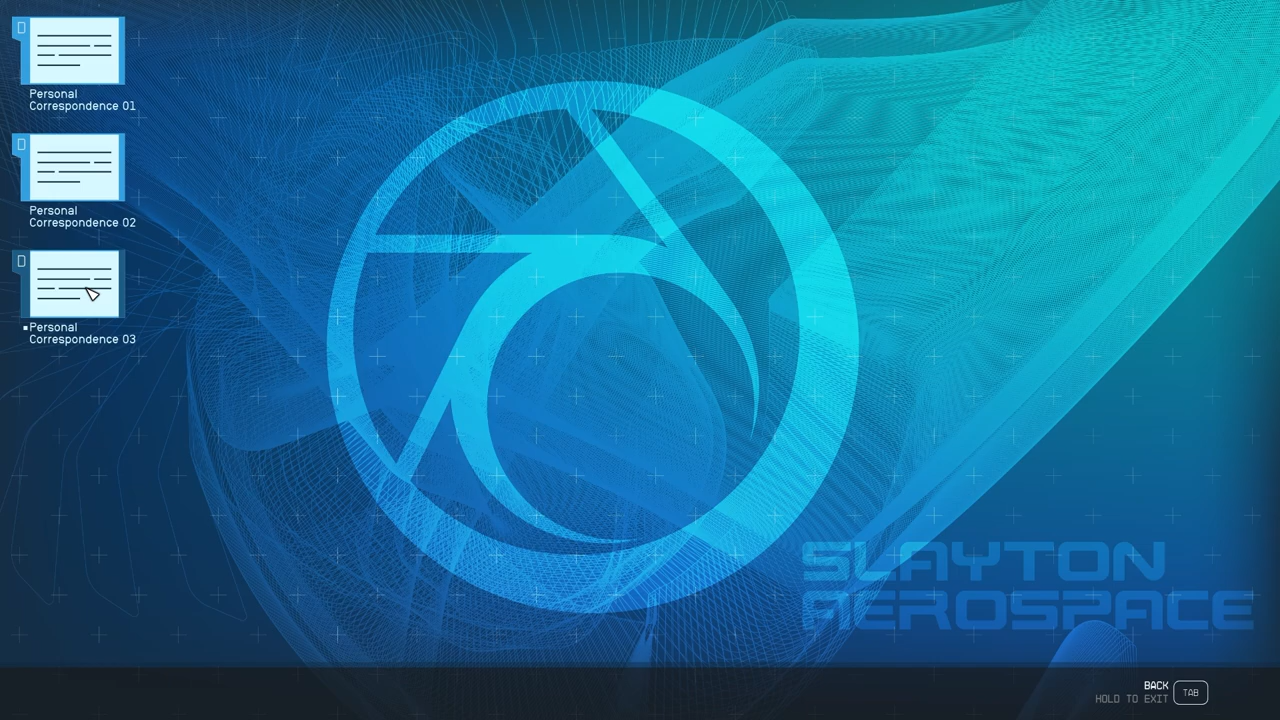 Personal
Correspondence 01
Personal
Correspondence 02
Personal
Correspondence 03
SLAYTON
AEROSPACE
BACK
HOLD TO EXIT
TAB